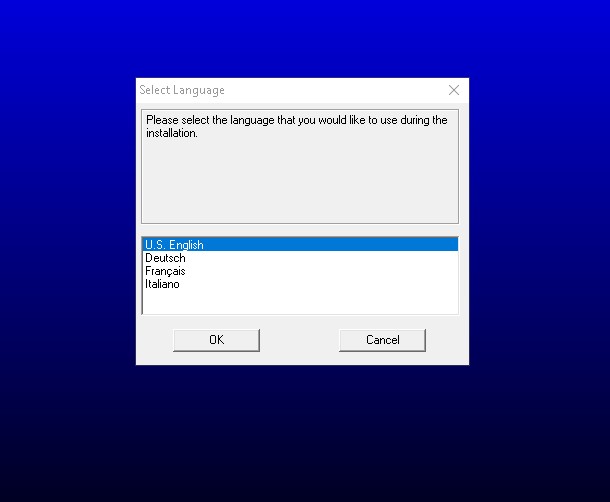 Select Language
Please select the language that you would like to use during the
installation.
U.S. English
Deutsch
Français
Italiano
OK
Cancel